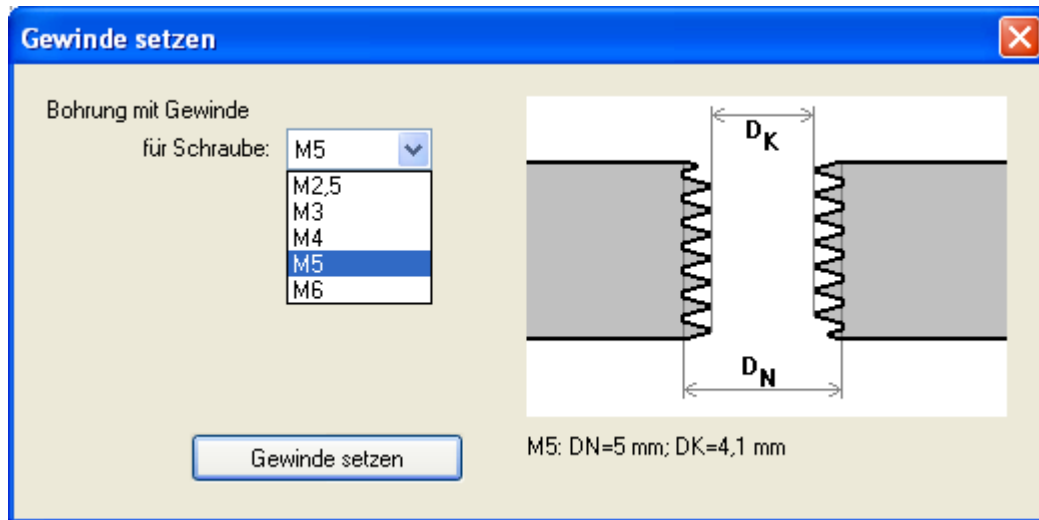 Gewinde setzen
Bohrung mit Gewinde
für Schraube:
M5
M2,5
M3
M4
M5
M6
Gewinde setzen
DK
DN
M5: DN=5 mm; DK=4,1 mm